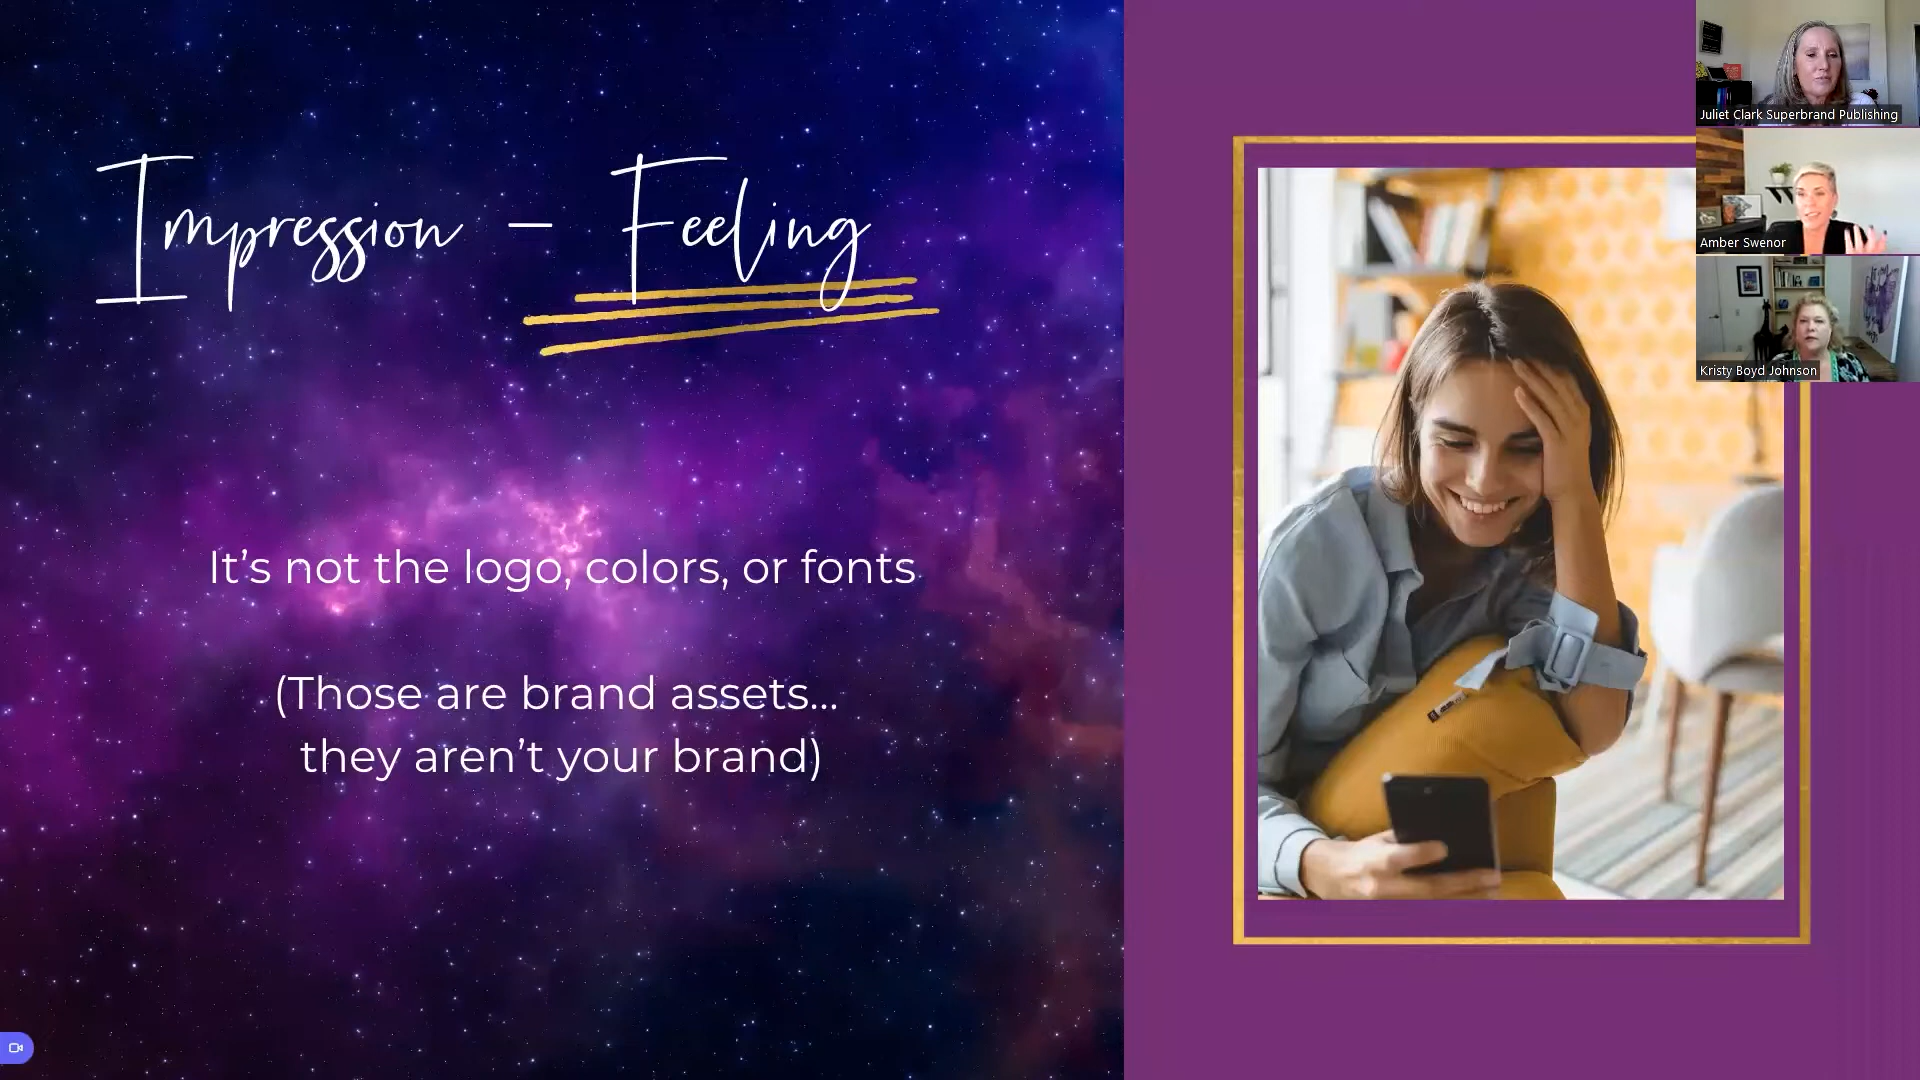 Impression – Feeling
It’s not the logo, colors, or fonts
(Those are brand assets...
they aren’t your brand)
Juliet Clark Superbrand Publishing
Amber Swenor
Kristy Boyd Johnson